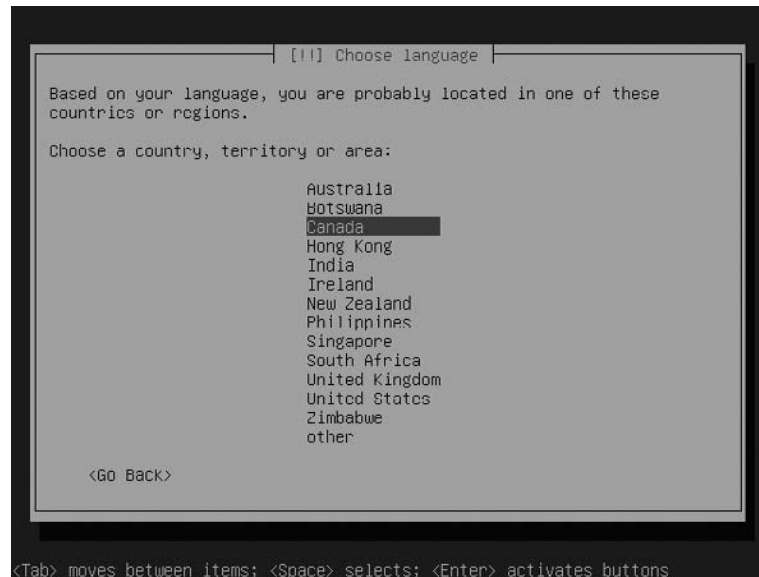 [!!] Choose language
Based on your language, you are probably located in one of these
countries or regions.
Choose a country, territory or area:
Australia
Botswana
Canada
Hong Kong
India
Ireland
New Zealand
Philippines
Singapore
South Africa
United Kingdom
United States
Zimbabwe
other
<Go Back>
<Tab> moves between items; <Space> selects; <Enter> activates buttons